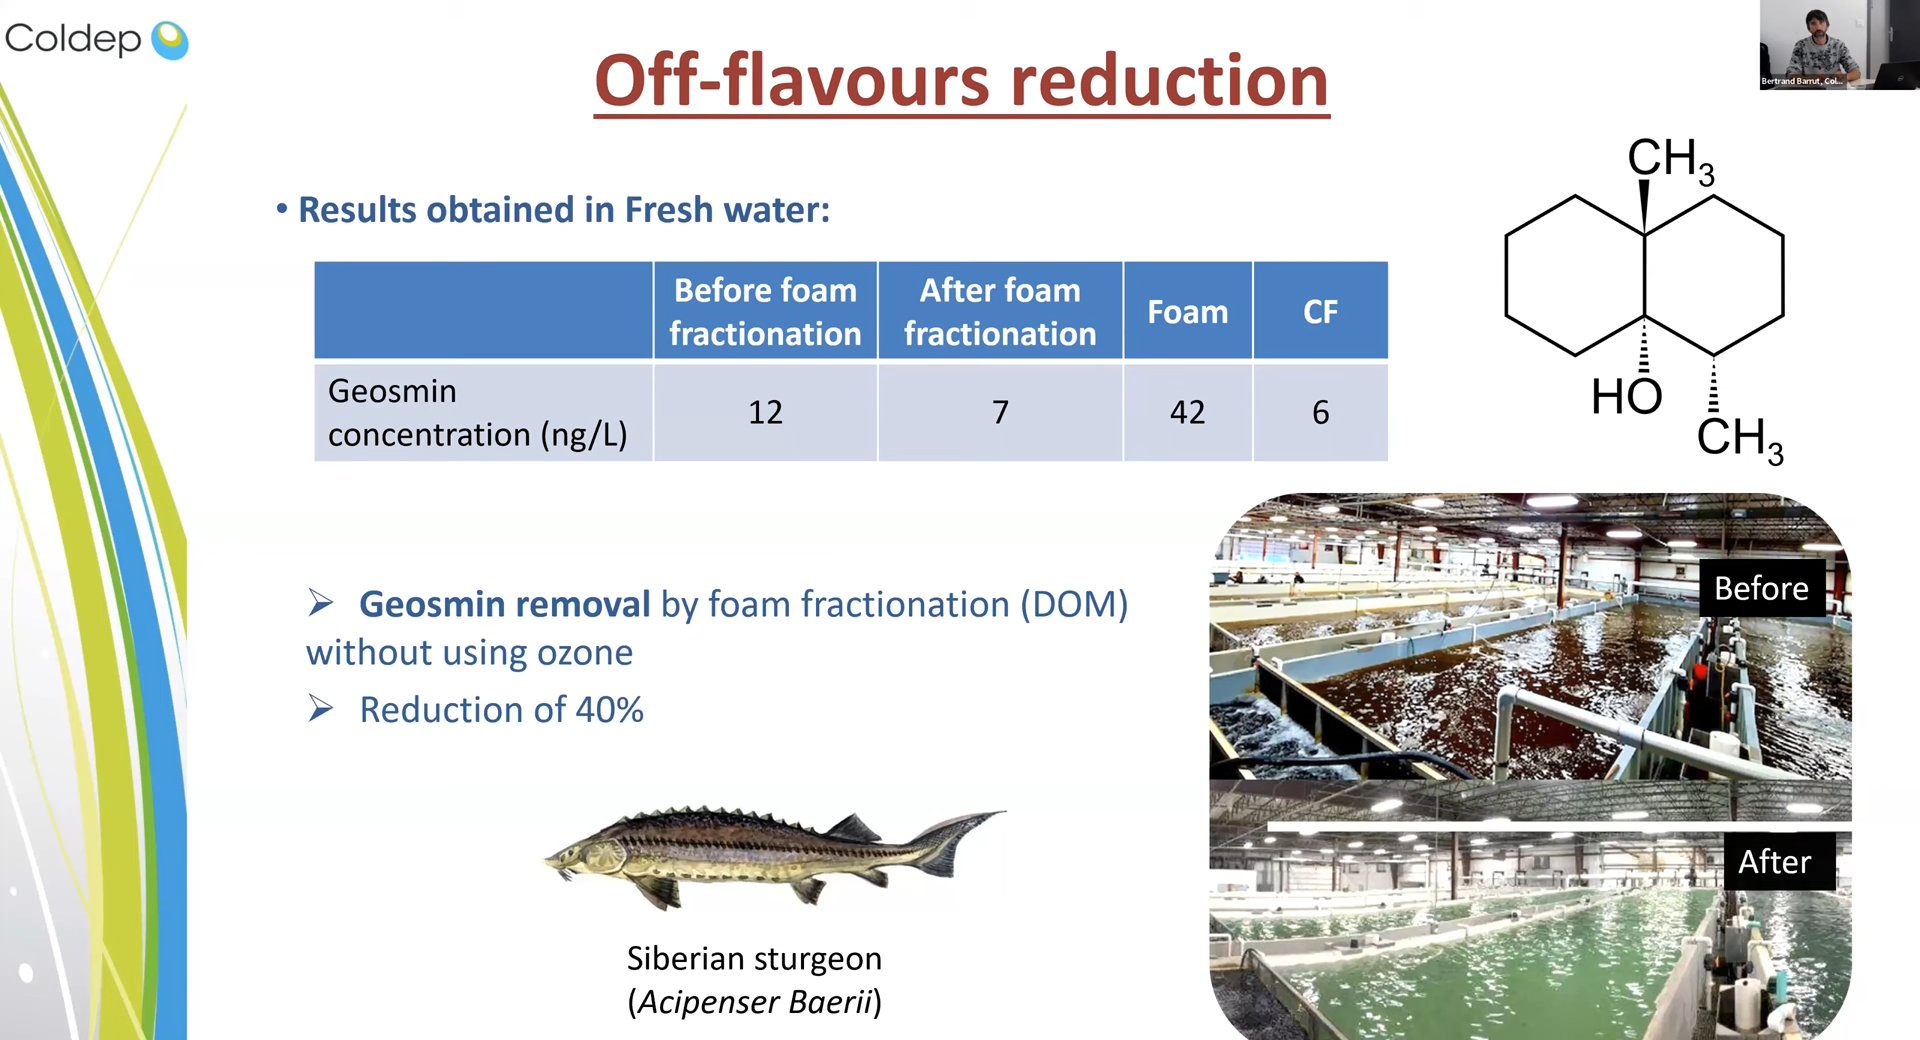 Coldep
Off-flavours reduction
Bertrand Barrut, Col...
• Results obtained in Fresh water:
Before foam
fractionation
After foam
fractionation
Foam
CF
Geosmin
concentration (ng/L)
12
7
42
6
CH3
HO
CH3
Before
After
➢ Geosmin removal by foam fractionation (DOM)
without using ozone
➢ Reduction of 40%
Siberian sturgeon
(Acipenser Baerii)